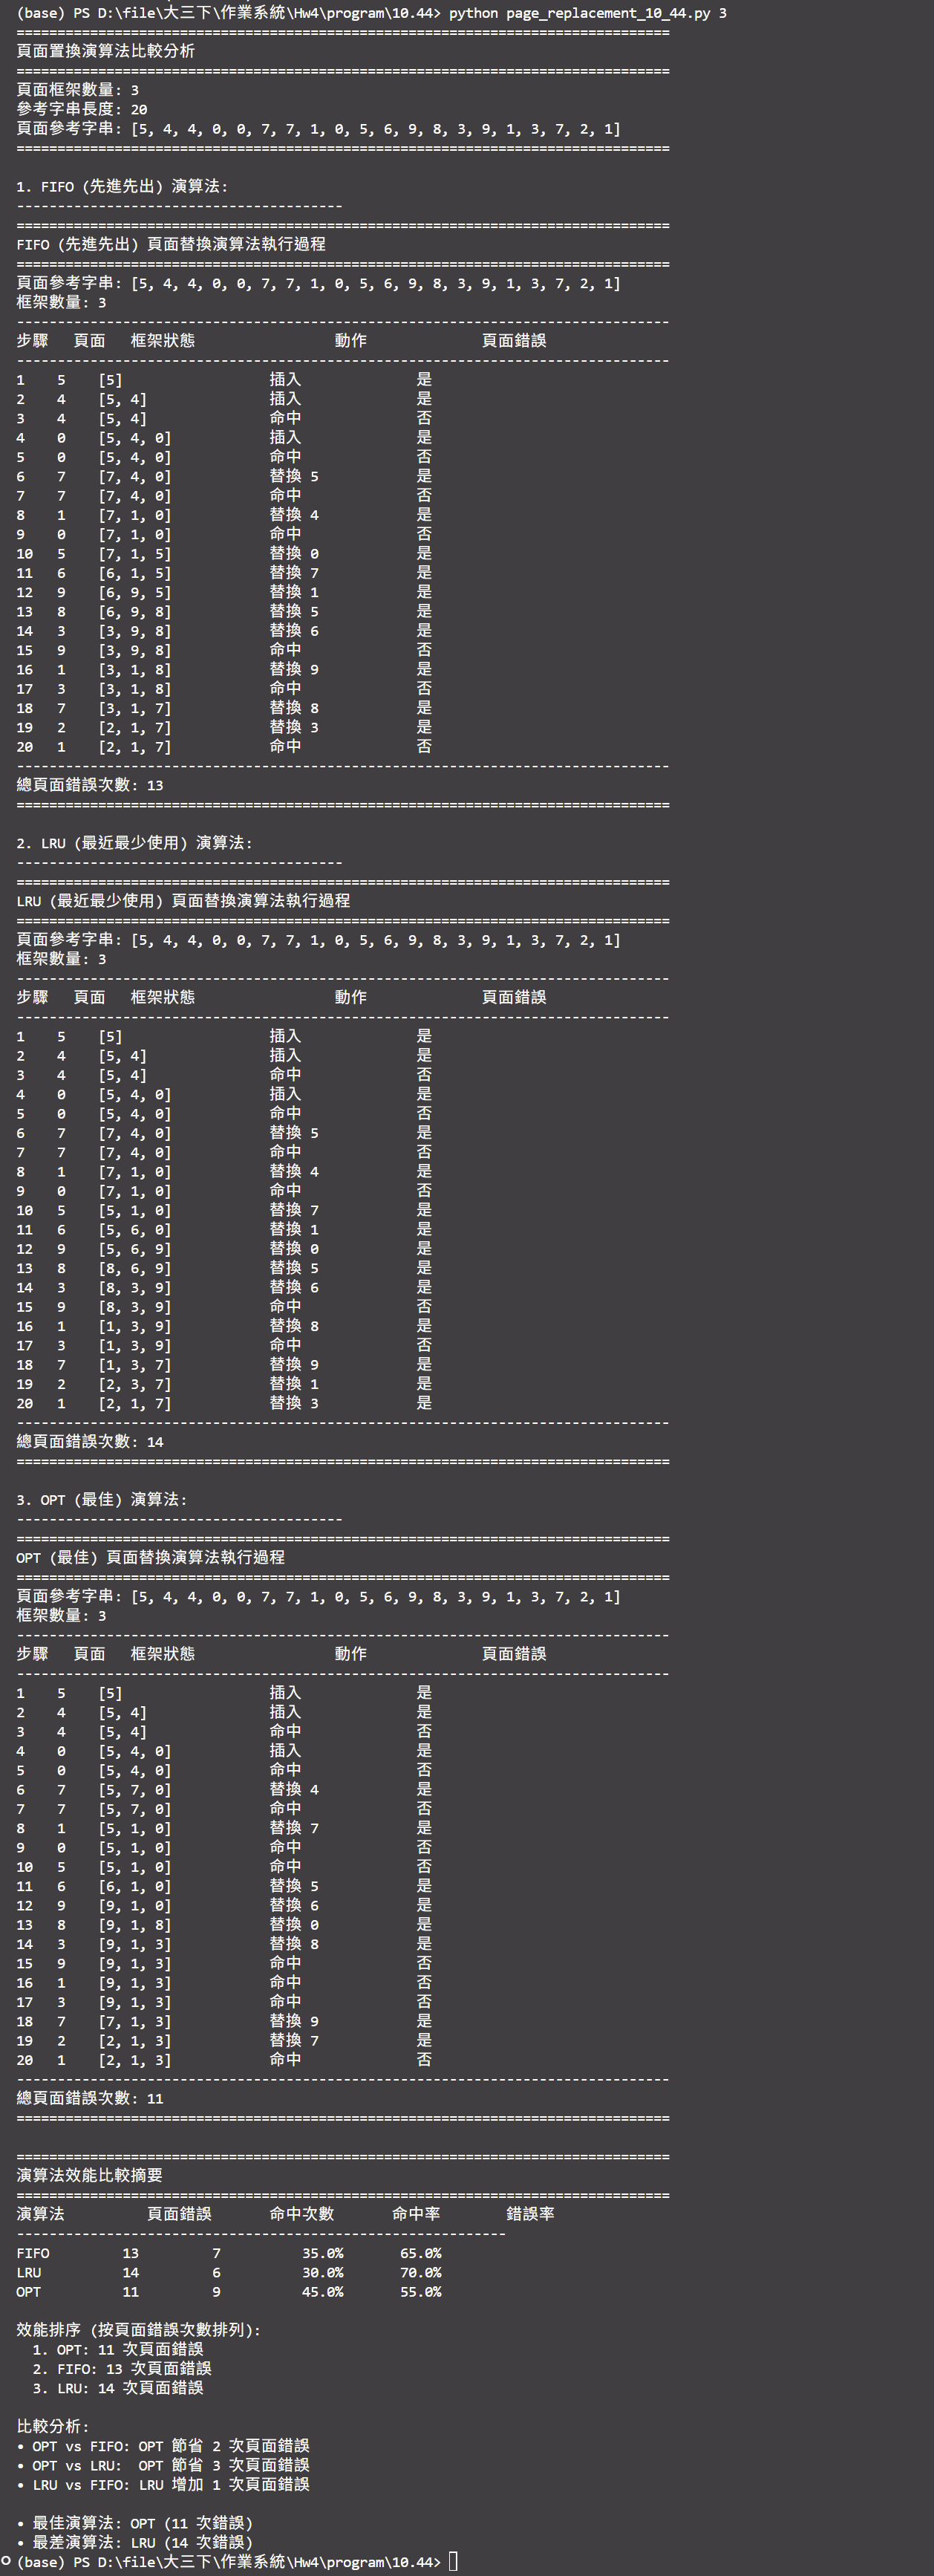 (base) PS D:\file\大三下\作業系統\Hw4\program\10.44> python page_replacement_10_44.py 3
================================================================================
頁面置換演算法比較分析
================================================================================
頁面框架數量: 3
參考字串長度: 20
頁面參考字串: [5, 4, 4, 0, 0, 7, 7, 1, 0, 5, 6, 9, 8, 3, 9, 1, 3, 7, 2, 1]
================================================================================
1. FIFO (先進先出) 演算法:
----------------------------------------
================================================================================
FIFO (先進先出) 頁面替換演算法執行過程
================================================================================
頁面參考字串: [5, 4, 4, 0, 0, 7, 7, 1, 0, 5, 6, 9, 8, 3, 9, 1, 3, 7, 2, 1]
框架數量: 3
--------------------------------------------------------------------------------
步驟 頁面 框架狀態 動作 頁面錯誤
--------------------------------------------------------------------------------
1 5 [5] 插入 是
2 4 [5, 4] 插入 是
3 4 [5, 4] 命中 否
4 0 [5, 4, 0] 插入 是
5 0 [5, 4, 0] 命中 否
6 7 [7, 4, 0] 替換 5 是
7 7 [7, 4, 0] 命中 否
8 1 [7, 1, 0] 替換 4 是
9 0 [7, 1, 0] 命中 否
10 5 [7, 1, 5] 替換 0 是
11 6 [6, 1, 5] 替換 7 是
12 9 [6, 9, 5] 替換 1 是
13 8 [6, 9, 8] 替換 5 是
14 3 [3, 9, 8] 替換 6 是
15 9 [3, 9, 8] 命中 否
16 1 [3, 1, 8] 替換 9 是
17 3 [3, 1, 8] 命中 否
18 7 [3, 1, 7] 替換 8 是
19 2 [2, 1, 7] 替換 3 是
20 1 [2, 1, 7] 命中 否
--------------------------------------------------------------------------------
總頁面錯誤次數: 13
================================================================================
2. LRU (最近最少使用) 演算法:
----------------------------------------
================================================================================
LRU (最近最少使用) 頁面替換演算法執行過程
================================================================================
頁面參考字串: [5, 4, 4, 0, 0, 7, 7, 1, 0, 5, 6, 9, 8, 3, 9, 1, 3, 7, 2, 1]
框架數量: 3
--------------------------------------------------------------------------------
步驟 頁面 框架狀態 動作 頁面錯誤
--------------------------------------------------------------------------------
1 5 [5] 插入 是
2 4 [5, 4] 插入 是
3 4 [5, 4] 命中 否
4 0 [5, 4, 0] 插入 是
5 0 [5, 4, 0] 命中 否
6 7 [7, 4, 0] 替換 5 是
7 7 [7, 4, 0] 命中 否
8 1 [7, 1, 0] 替換 4 是
9 0 [7, 1, 0] 命中 否
10 5 [5, 1, 0] 替換 7 是
11 6 [5, 6, 0] 替換 1 是
12 9 [5, 6, 9] 替換 0 是
13 8 [8, 6, 9] 替換 5 是
14 3 [8, 3, 9] 替換 6 是
15 9 [8, 3, 9] 命中 否
16 1 [1, 3, 9] 替換 8 是
17 3 [1, 3, 9] 命中 否
18 7 [1, 3, 7] 替換 9 是
19 2 [2, 3, 7] 替換 1 是
20 1 [2, 1, 7] 替換 3 是
--------------------------------------------------------------------------------
總頁面錯誤次數: 14
================================================================================
3. OPT (最佳) 演算法:
----------------------------------------
================================================================================
OPT (最佳) 頁面替換演算法執行過程
================================================================================
頁面參考字串: [5, 4, 4, 0, 0, 7, 7, 1, 0, 5, 6, 9, 8, 3, 9, 1, 3, 7, 2, 1]
框架數量: 3
--------------------------------------------------------------------------------
步驟 頁面 框架狀態 動作 頁面錯誤
--------------------------------------------------------------------------------
1 5 [5] 插入 是
2 4 [5, 4] 插入 是
3 4 [5, 4] 命中 否
4 0 [5, 4, 0] 插入 是
5 0 [5, 4, 0] 命中 否
6 7 [5, 7, 0] 替換 4 是
7 7 [5, 7, 0] 命中 否
8 1 [5, 1, 0] 替換 7 是
9 0 [5, 1, 0] 命中 否
10 5 [5, 1, 0] 命中 否
11 6 [6, 1, 0] 替換 5 是
12 9 [9, 1, 0] 替換 6 是
13 8 [9, 1, 8] 替換 0 是
14 3 [9, 1, 3] 替換 8 是
15 9 [9, 1, 3] 命中 否
16 1 [9, 1, 3] 命中 否
17 3 [9, 1, 3] 命中 否
18 7 [7, 1, 3] 替換 9 是
19 2 [2, 1, 3] 替換 7 是
20 1 [2, 1, 3] 命中 否
--------------------------------------------------------------------------------
總頁面錯誤次數: 11
================================================================================
================================================================================
演算法效能比較摘要
================================================================================
演算法 頁面錯誤 命中次數 命中率 錯誤率
------------------------------------------------------------
FIFO 13 7 35.0% 65.0%
LRU 14 6 30.0% 70.0%
OPT 11 9 45.0% 55.0%
效能排序 (按頁面錯誤次數排列):
1. OPT: 11 次頁面錯誤
2. FIFO: 13 次頁面錯誤
3. LRU: 14 次頁面錯誤
比較分析:
• OPT vs FIFO: OPT 節省 2 次頁面錯誤
• OPT vs LRU: OPT 節省 3 次頁面錯誤
• LRU vs FIFO: LRU 增加 1 次頁面錯誤
• 最佳演算法: OPT (11 次錯誤)
• 最差演算法: LRU (14 次錯誤)
(base) PS D:\file\大三下\作業系統\Hw4\program\10.44>